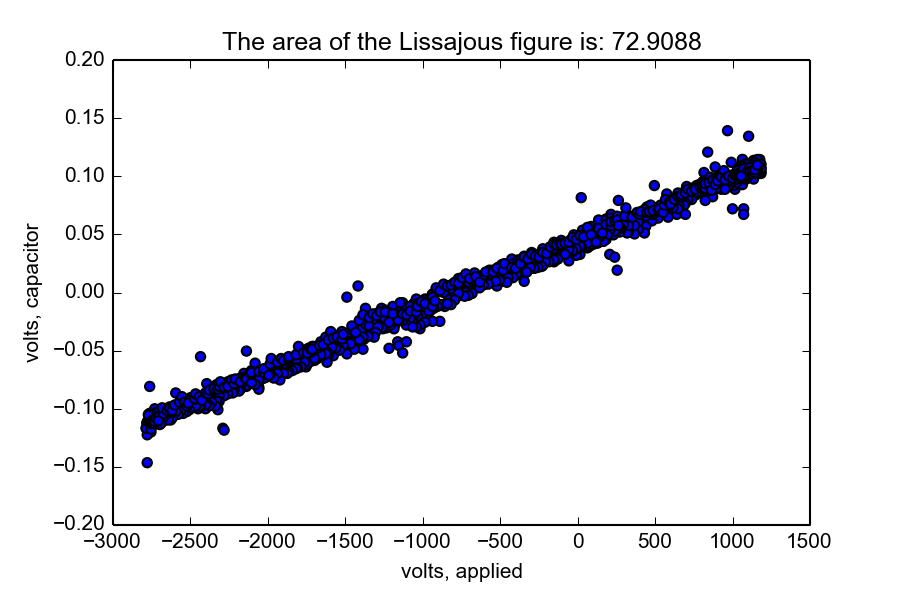 The area of the Lissajous figure is: 72.9088
0.20
0.15
0.10
0.05
0.00
−0.05
−0.10
−0.15
−0.20
volts, capacitor
−3000 −2500 −2000 −1500 −1000 −500 0 500 1000 1500
volts, applied